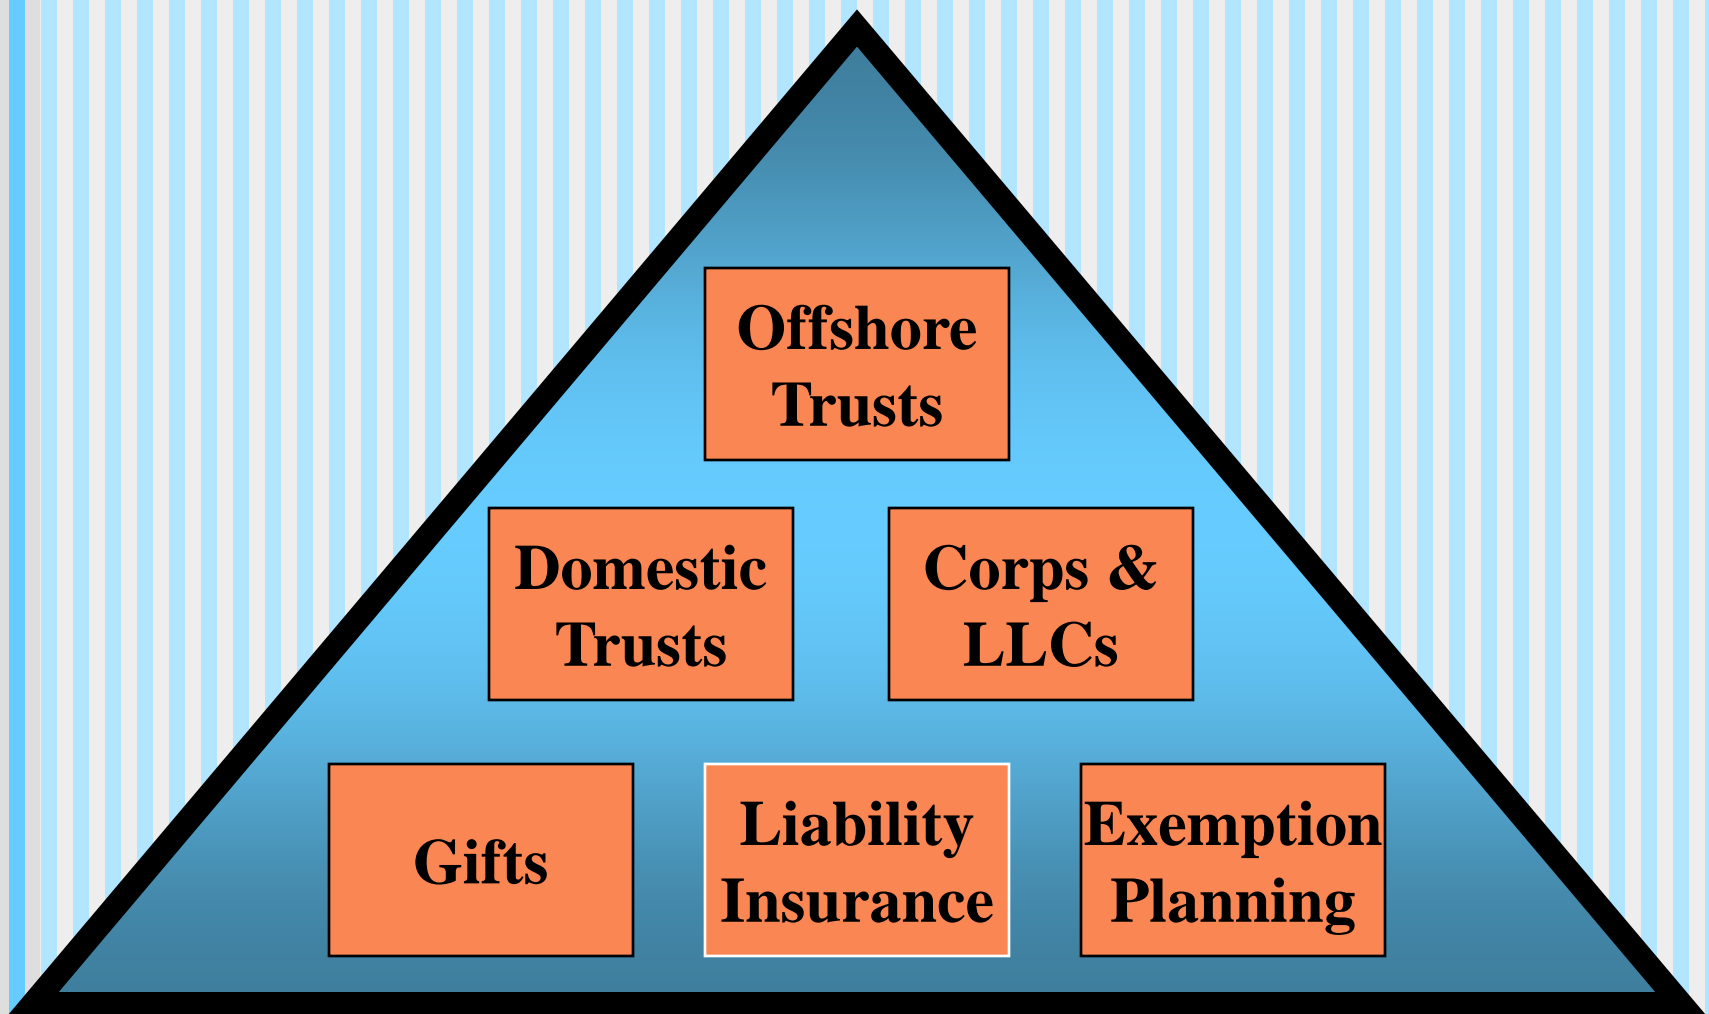 Offshore
Trusts
Domestic
Trusts
Corps &
LLCs
Gifts
Liability
Insurance
Exemption
Planning